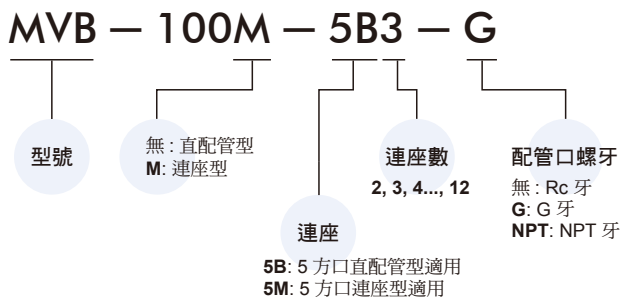 MVB － 100M － 5B3 － G
型號
無 : 直配管型
M: 連座型
連座
5B: 5 方口直配管型適用
5M: 5 方口連座型適用
連座數
2, 3, 4..., 12
配管口螺牙
無 : Rc 牙
G: G 牙
NPT: NPT 牙